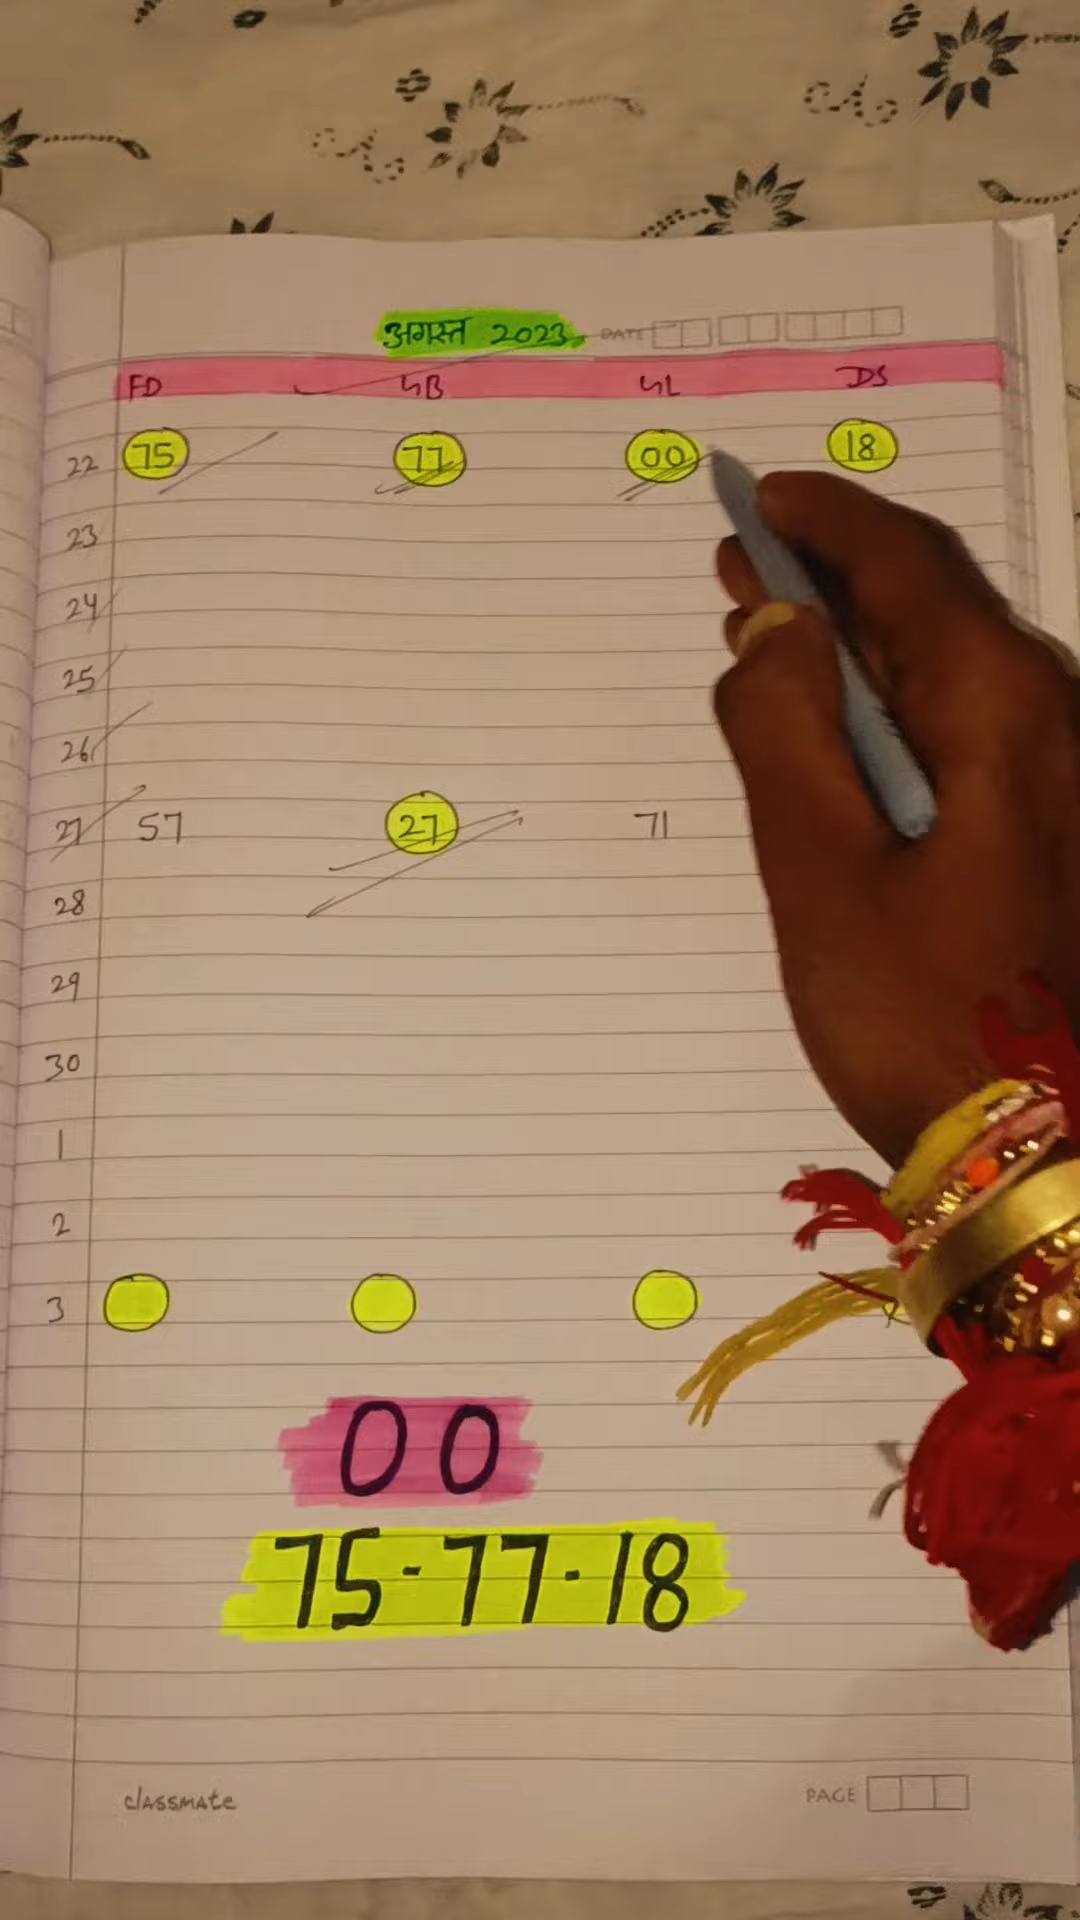 अगस्त 2023 DATE
FD GB GL DS
22 75 77 00 18
23
24
25
26
27 57 27 71
28
29
30
1
2
3
00
75-77-18
classmate PAGE